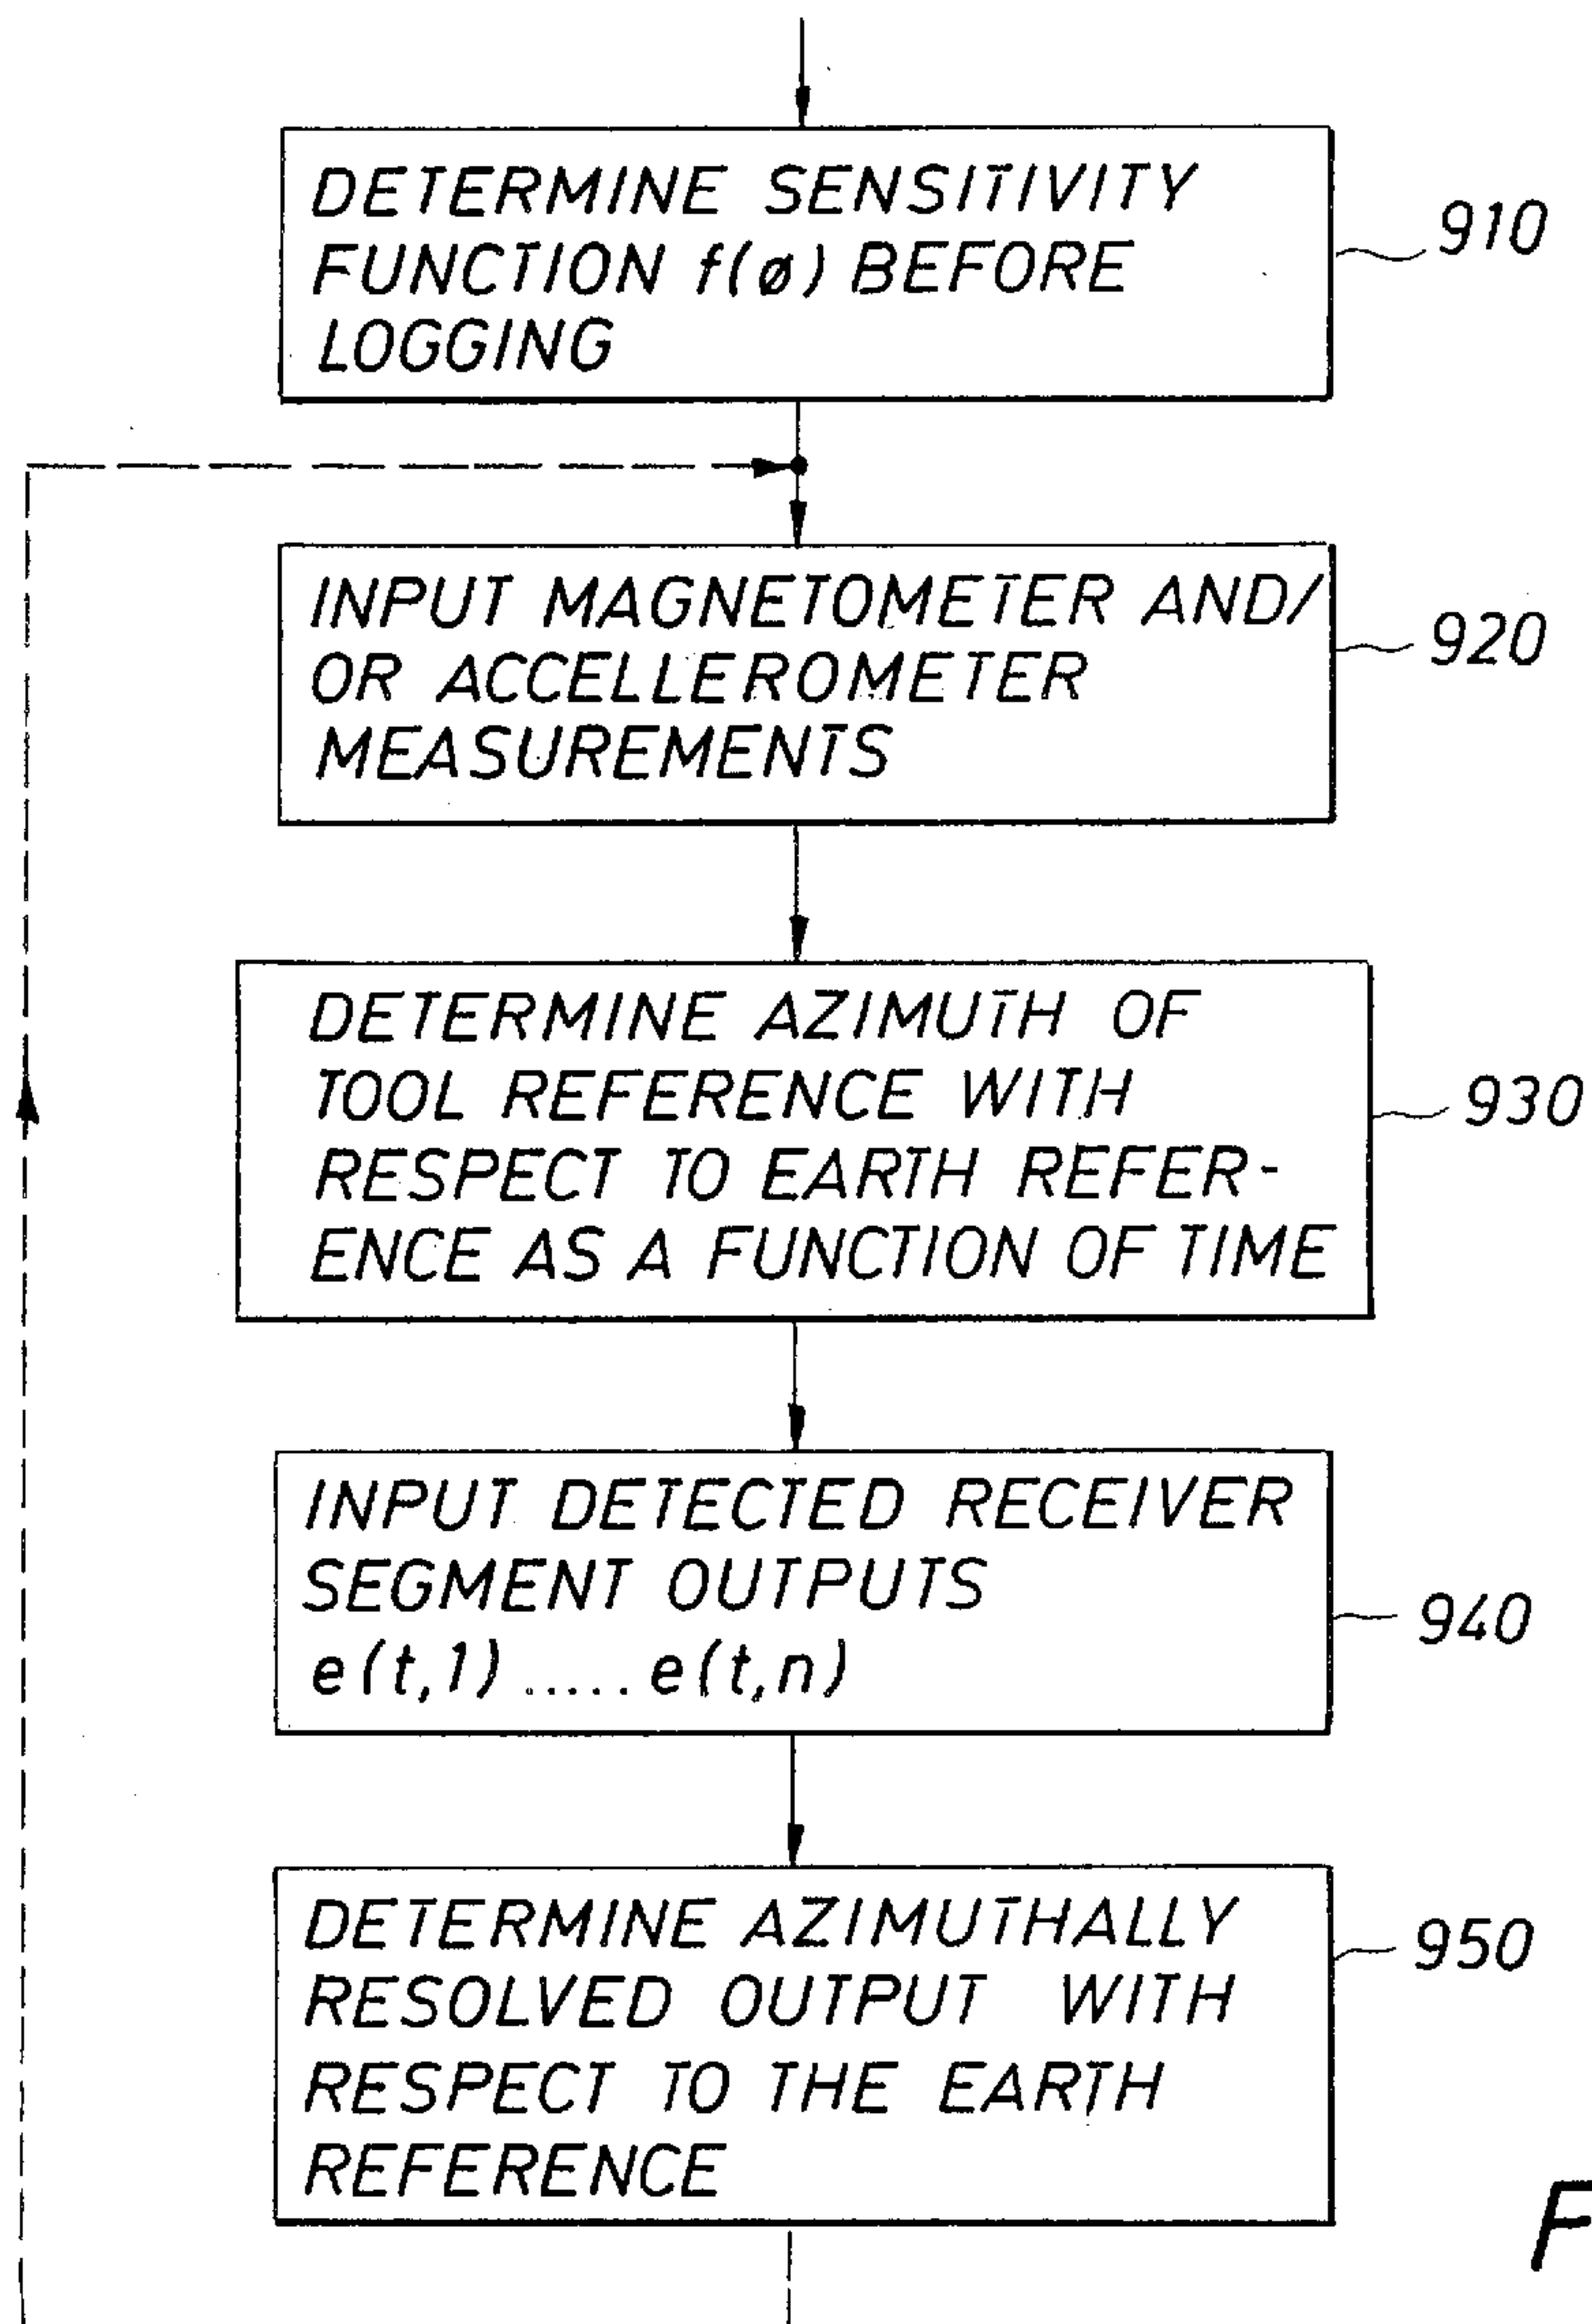 DETERMINE SENSITIVITY
FUNCTION f(ø) BEFORE
LOGGING
910
INPUT MAGNETOMETER AND/
OR ACCELLEROMETER
MEASUREMENTS
920
DETERMINE AZIMUTH OF
TOOL REFERENCE WITH
RESPECT TO EARTH REFER-
ENCE AS A FUNCTION OF TIME
930
INPUT DETECTED RECEIVER
SEGMENT OUTPUTS
e(t,1) ..... e(t,n)
940
DETERMINE AZIMUTHALLY
RESOLVED OUTPUT WITH
RESPECT TO THE EARTH
REFERENCE
950